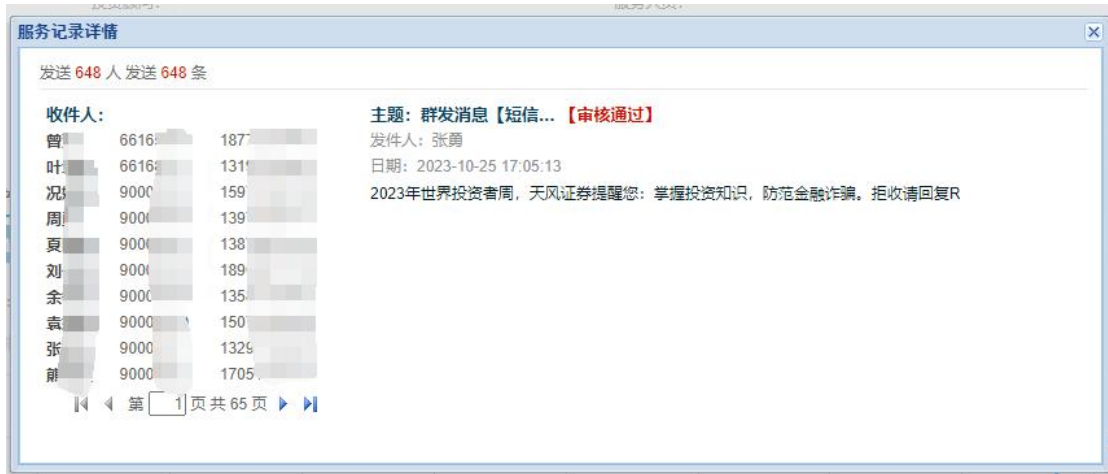 服务记录详情
发送 648 人 发送 648 条
收件人：
曾 6616 187
叶 6616 131
况 9000 159
周 900 139
夏 900 138
刘 900 189
余 9000 135
袁 9000 150
张 9000 1329
熊 9000 1705
第 1 页 共 65 页
主题：群发消息【短信... 【审核通过】
发件人：张勇
日期：2023-10-25 17:05:13
2023年世界投资者周，天风证券提醒您：掌握投资知识，防范金融诈骗。拒收请回复R